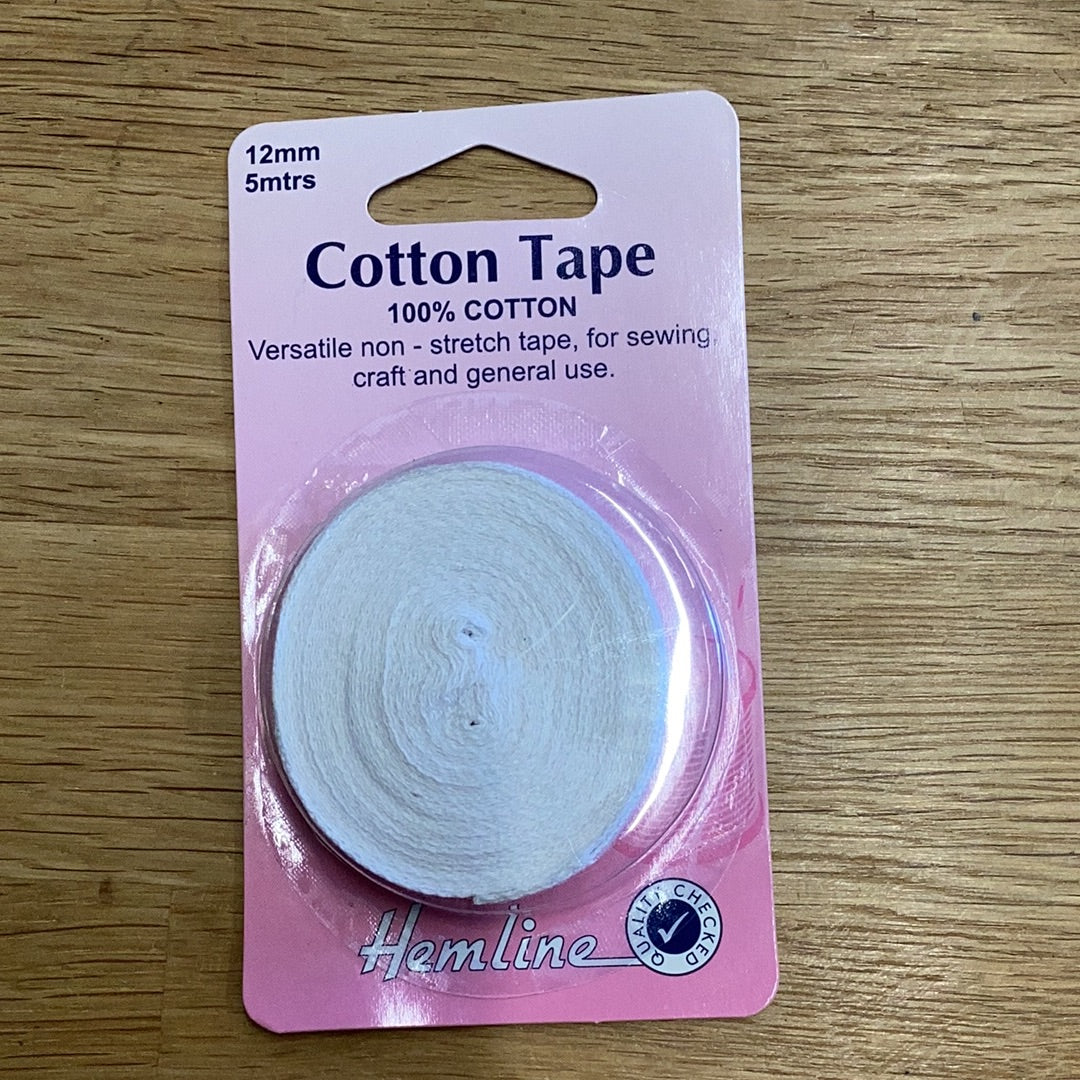 12mm
5mtrs
Cotton Tape
100% COTTON
Versatile non - stretch tape, for sewing,
craft and general use.
Hemline
QUALITY CHECKED